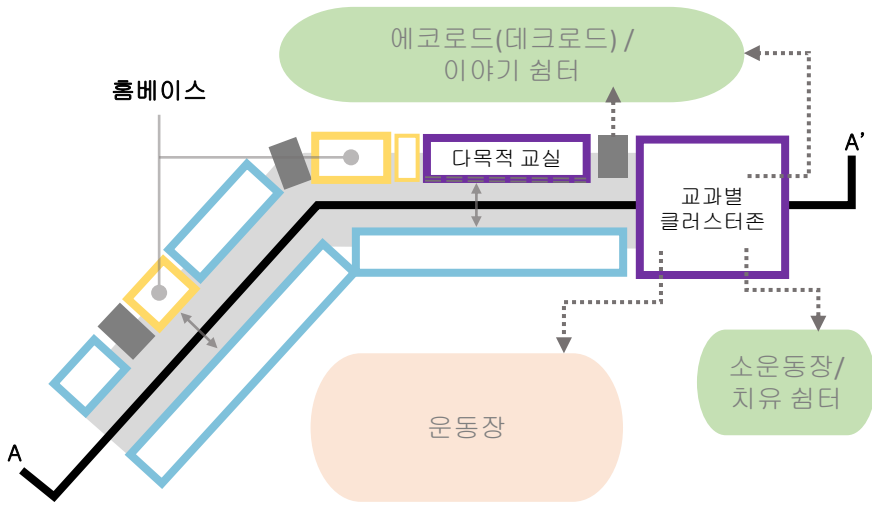 에코로드(데크로드) /
이야기 쉼터
홈베이스
다목적 교실
A'
교과별
클러스터존
소운동장/
치유 쉼터
운동장
A